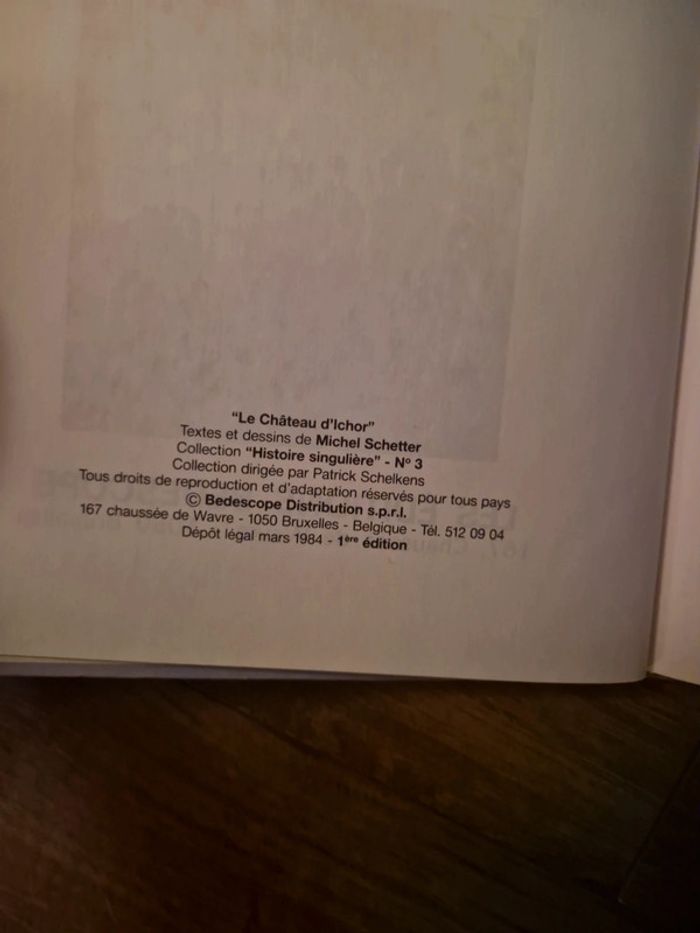 "Le Château d'Ichor"
Textes et dessins de Michel Schetter
Collection "Histoire singulière" - Nº 3
Collection dirigée par Patrick Schelkens
Tous droits de reproduction et d'adaptation réservés pour tous pays
© Bedescope Distribution s.p.r.l.
167 chaussée de Wavre - 1050 Bruxelles - Belgique - Tél. 512 09 04
Dépôt légal mars 1984 - 1ère édition